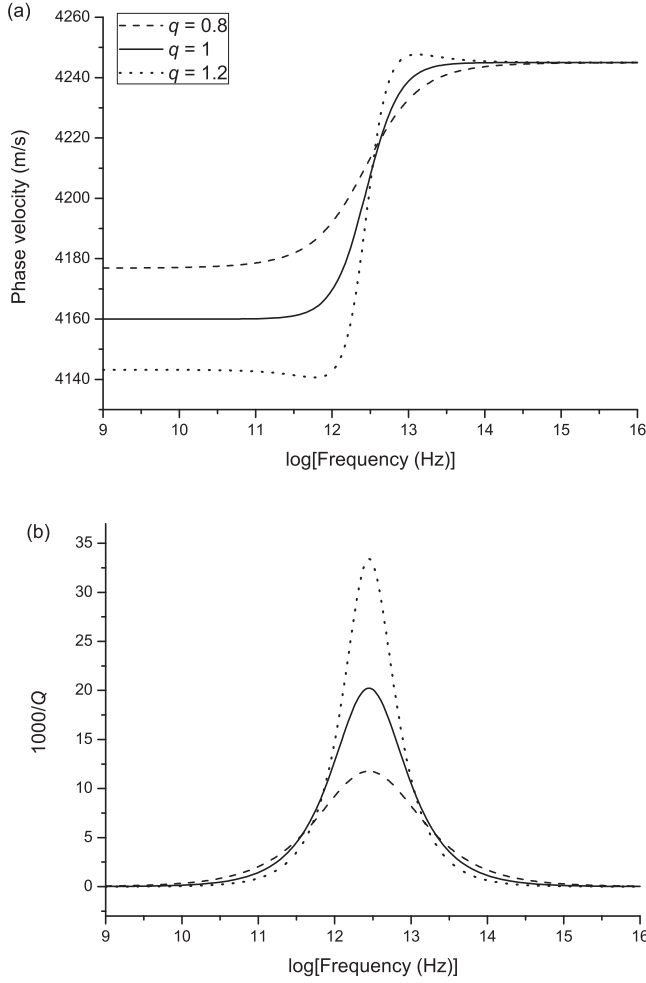 (a)
4260
4240
4220
4200
4180
4160
4140
Phase velocity (m/s)
q = 0.8
q = 1
q = 1.2
9 10 11 12 13 14 15 16
log[Frequency (Hz)]
(b)
35
30
25
20
15
10
5
0
1000/Q
9 10 11 12 13 14 15 16
log[Frequency (Hz)]